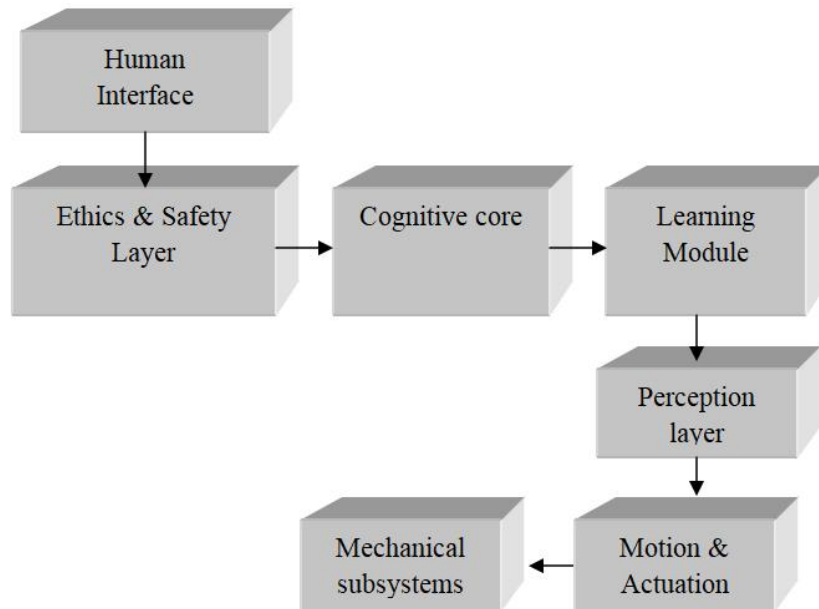 Human
Interface
Ethics & Safety
Layer
Cognitive core
Learning
Module
Perception
layer
Motion &
Actuation
Mechanical
subsystems